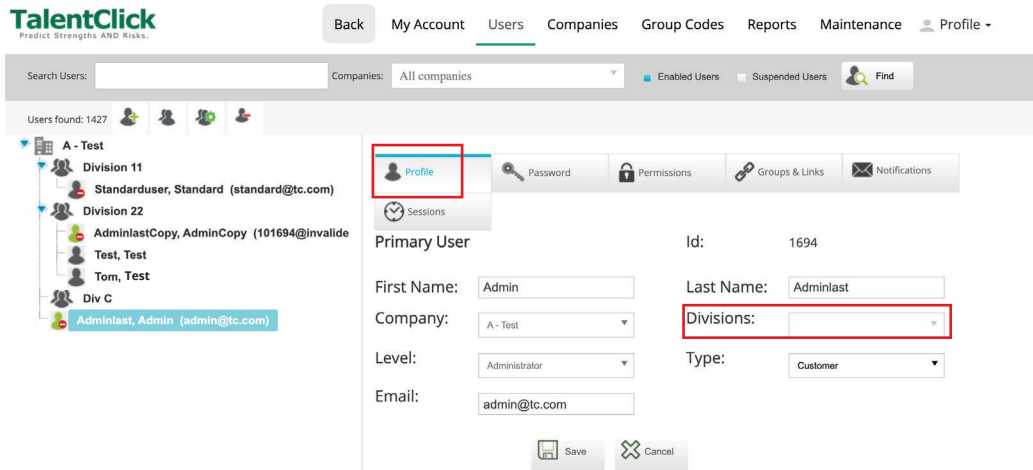 TalentClick
Predict Strengths AND Risks.
Back My Account Users Companies Group Codes Reports Maintenance Profile
Search Users: Companies: All companies Enabled Users Suspended Users Find
Users found: 1427
A - Test
Division 11
Standarduser, Standard (standard@tc.com)
Division 22
AdminlastCopy, AdminCopy (101694@invalide
Test, Test
Tom, Test
Div C
Adminlast, Admin (admin@tc.com)
Profile Password Permissions Groups & Links Notifications
Sessions
Primary User Id: 1694
First Name: Admin Last Name: Adminlast
Company: A - Test Divisions:
Level: Administrator Type: Customer
Email: admin@tc.com
Save Cancel